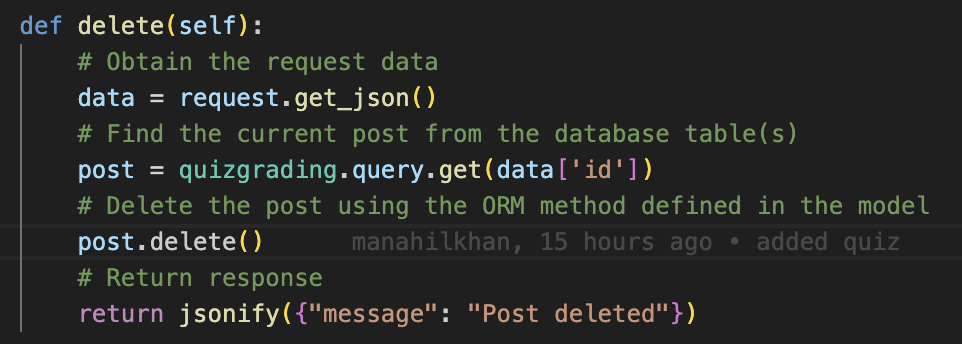 def delete(self):
# Obtain the request data
data = request.get_json()
# Find the current post from the database table(s)
post = quizgrading.query.get(data['id'])
# Delete the post using the ORM method defined in the model
post.delete() manahilkhan, 15 hours ago • added quiz
# Return response
return jsonify({"message": "Post deleted"})